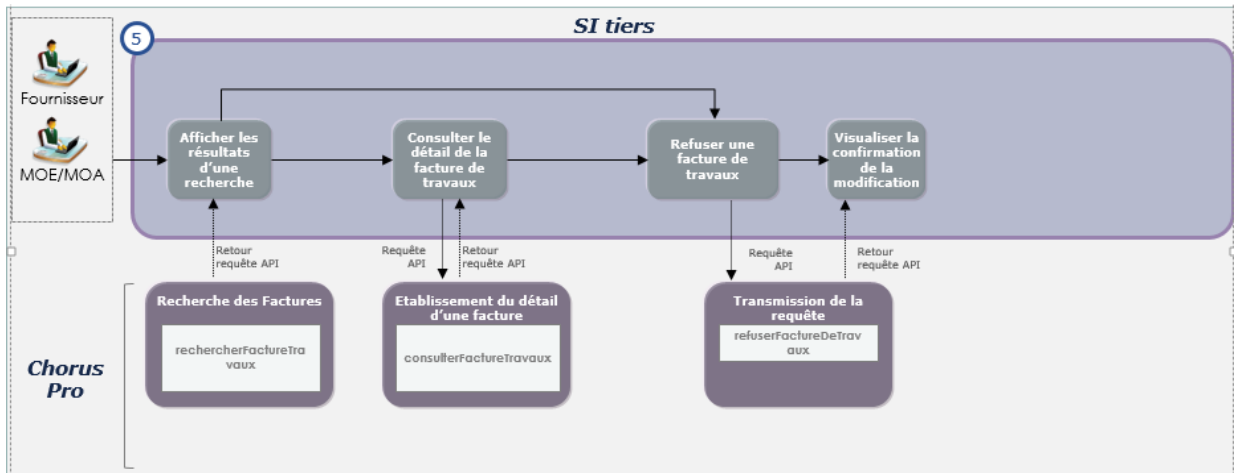 SI tiers
5
Fournisseur
MOE/MOA
Afficher les
résultats
d'une
recherche
Consulter le
détail de la
facture de
travaux
Refuser une
facture de
travaux
Visualiser la
confirmation
de la
modification
Retour
requête API
Requête
API
Retour
requête API
Requête
API
Retour
requête API
Chorus
Pro
Recherche des Factures
rechercherFactureTra
vaux
Etablissement du détail
d'une facture
consulterFactureTravaux
Transmission de la
requête
refuserFactureDeTrav
aux